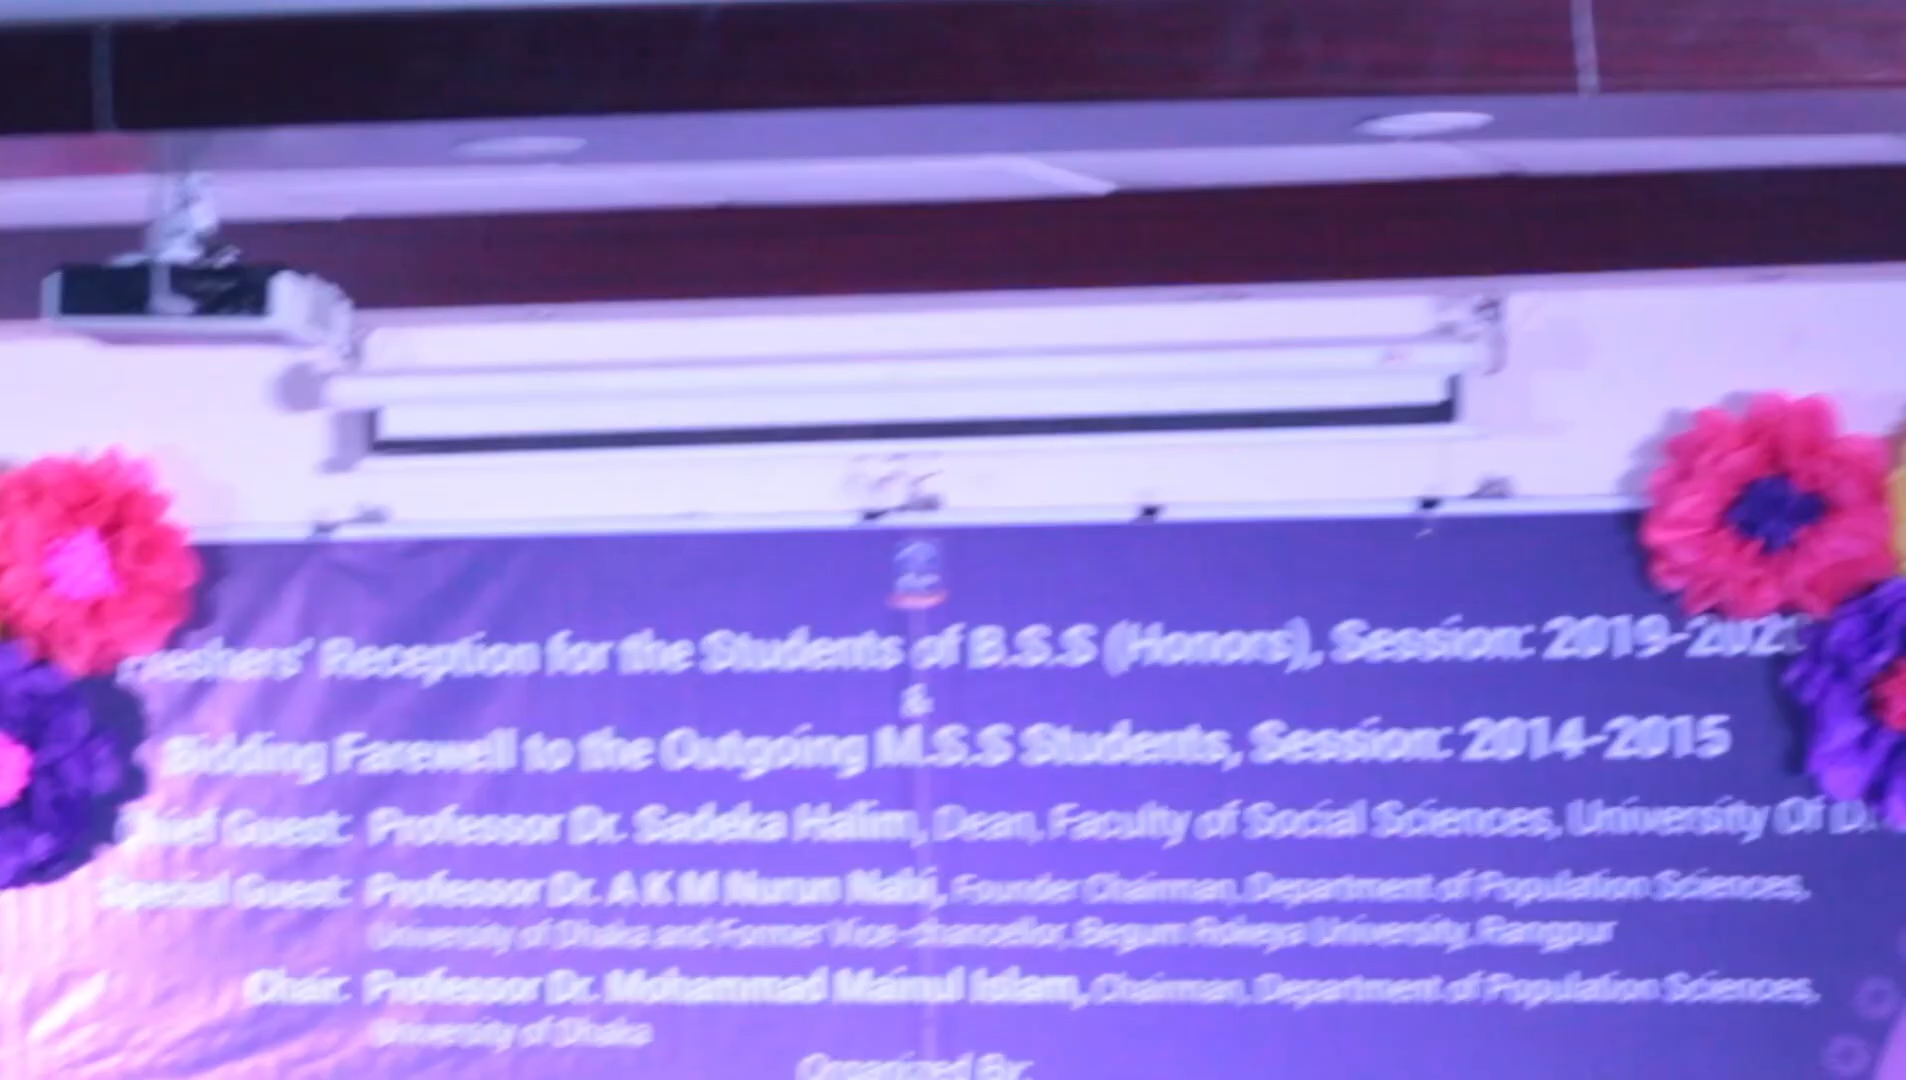 Freshers' Reception for the Students of B.S.S (Honors), Session: 2019-202
&
Bidding Farewell to the Outgoing M.S.S Students, Session: 2014-2015
Chief Guest: Professor Dr. Sadeka Halim, Dean, Faculty of Social Sciences, University Of D
Special Guest: Professor Dr. A K M Nurun Nabi, Founder Chairman, Department of Population Sciences,
University of Dhaka and Former Vice-chancellor, Begum Rokeya University, Rangpur
Chair: Professor Dr. Mohammad Mainul Islam, Chairman, Department of Population Sciences,
University of Dhaka
Organized By: